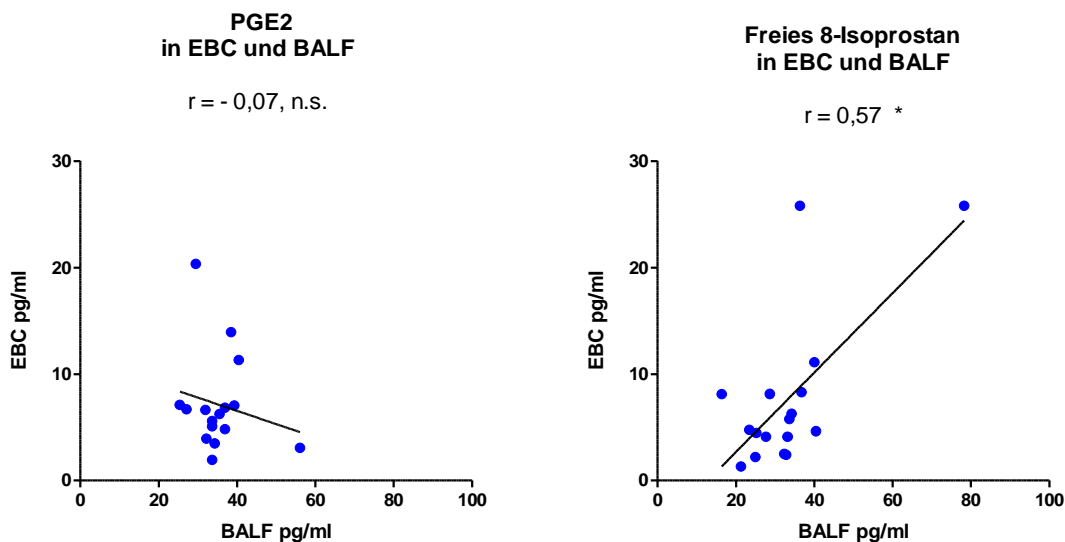 PGE2
in EBC und BALF
r = - 0,07, n.s.
30
20
10
0
0 20 40 60 80 100
EBC pg/ml
BALF pg/ml
Freies 8-Isoprostan
in EBC und BALF
r = 0,57 *
30
20
10
0
0 20 40 60 80 100
EBC pg/ml
BALF pg/ml